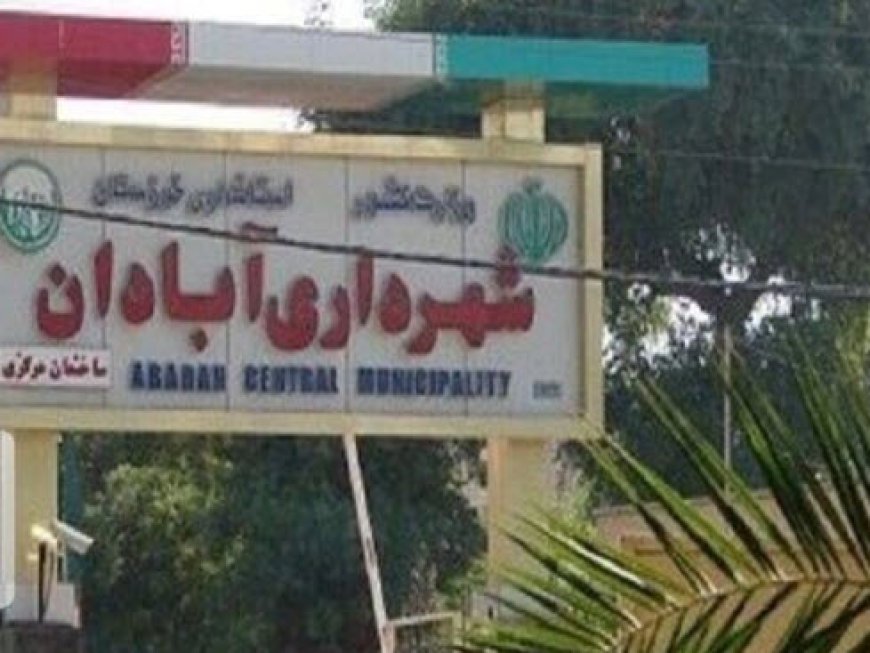 وزارت کشور استانداری خوزستان
شهرداری آبادان
ساختمان مرکزی
ABADAN CENTRAL MUNICIPALITY